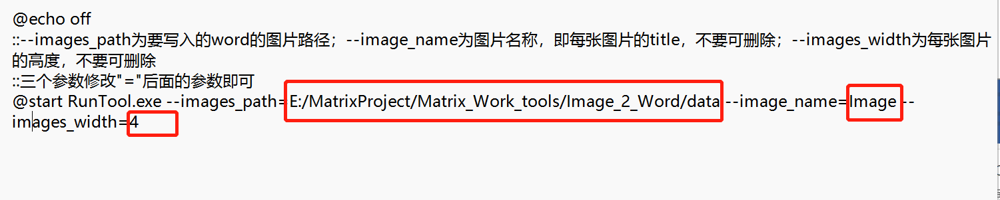 @echo off
::--images_path为要写入的word的图片路径；--image_name为图片名称，即每张图片的title，不要可删除；--images_width为每张图片
的高度，不要可删除
::三个参数修改"="后面的参数即可
@start RunTool.exe --images_path=E:/MatrixProject/Matrix_Work_tools/Image_2_Word/data --image_name=Image --
images_width=4